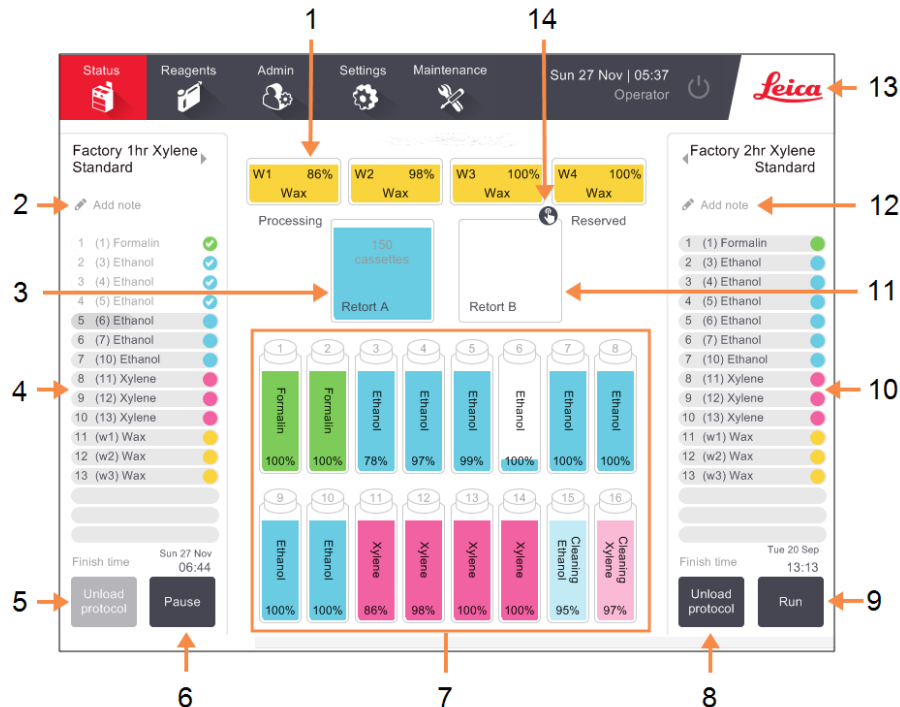 1
14
Status
Reagents
Admin
Settings
Maintenance
Sun 27 Nov | 05:37
Operator
Leica
13
Factory 1hr Xylene
Standard
2
Add note
1 (1) Formalin
2 (3) Ethanol
3 (4) Ethanol
4 (5) Ethanol
5 (6) Ethanol
6 (7) Ethanol
7 (10) Ethanol
8 (11) Xylene
9 (12) Xylene
10 (13) Xylene
11 (w1) Wax
12 (w2) Wax
13 (w3) Wax
3
4
Finish time
Sun 27 Nov
06:44
5
Unload
protocol
Pause
6
W1 86%
Wax
W2 98%
Wax
W3 100%
Wax
W4 100%
Wax
Processing
Reserved
150
cassettes
Retort A
Retort B
11
1 2 3 4 5 6 7 8
Formalin
Formalin
Ethanol
Ethanol
Ethanol
Ethanol
Ethanol
Ethanol
100% 100% 78% 97% 99% 100% 100% 100%
9 10 11 12 13 14 15 16
Ethanol
Ethanol
Xylene
Xylene
Xylene
Xylene
Cleaning
Ethanol
Cleaning
Xylene
100% 100% 86% 98% 100% 100% 95% 97%
7
Factory 2hr Xylene
Standard
Add note
12
1 (1) Formalin
2 (3) Ethanol
3 (4) Ethanol
4 (5) Ethanol
5 (6) Ethanol
6 (7) Ethanol
7 (10) Ethanol
8 (11) Xylene
9 (12) Xylene
10 (13) Xylene
11 (w1) Wax
12 (w2) Wax
13 (w3) Wax
10
Finish time
Tue 20 Sep
13:13
Unload
protocol
Run
9
8